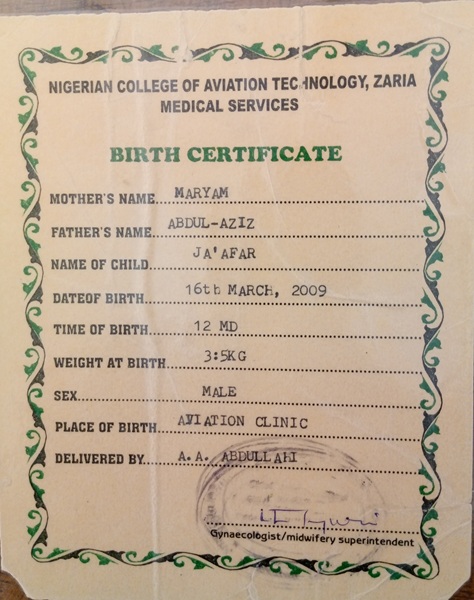 NIGERIAN COLLEGE OF AVIATION TECHNOLOGY, ZARIA
MEDICAL SERVICES
BIRTH CERTIFICATE
MOTHER'S NAME MARYAM
FATHER'S NAME ABDUL-AZIZ
NAME OF CHILD JA'AFAR
DATEOF BIRTH 16th MARCH, 2009
TIME OF BIRTH 12 MD
WEIGHT AT BIRTH 3:5KG
SEX MALE
PLACE OF BIRTH AVIATION CLINIC
DELIVERED BY A.A. ABDULLAHI
Gynaecologist/midwifery superintendent